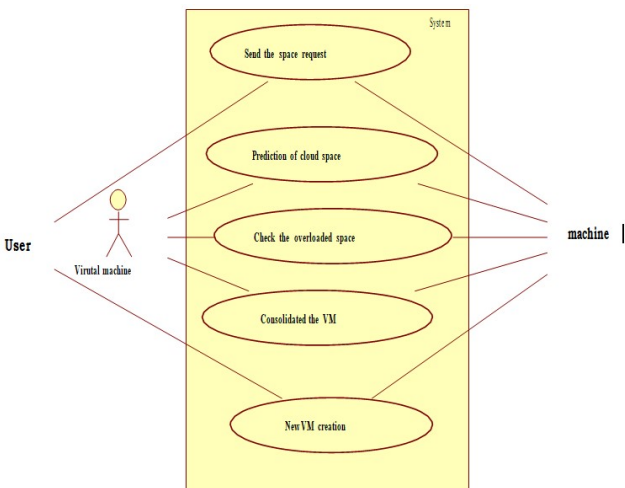 System
Send the space request
Prediction of cloud space
Check the overloaded space
machine
User
Virutal machine
Consolidated the VM
New VM creation